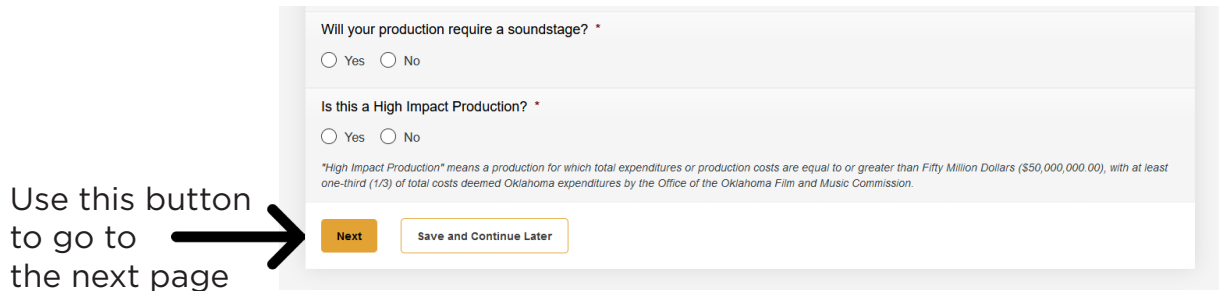 Will your production require a soundstage? *
Yes No
Is this a High Impact Production? *
Yes No
"High Impact Production" means a production for which total expenditures or production costs are equal to or greater than Fifty Million Dollars ($50,000,000.00), with at least
one-third (1/3) of total costs deemed Oklahoma expenditures by the Office of the Oklahoma Film and Music Commission.
Use this button
to go to
the next page
Next Save and Continue Later